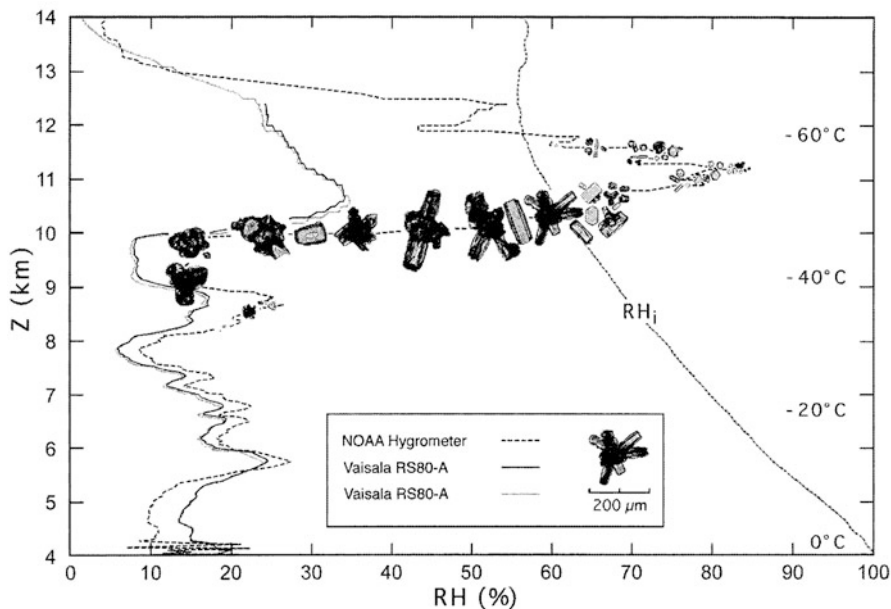 14
13
12
11
10
9
8
7
6
5
4
Z (km)
-60°C
-40°C
RHi
-20°C
0°C
NOAA Hygrometer
Vaisala RS80-A
Vaisala RS80-A
200 μm
0 10 20 30 40 50 60 70 80 90 100
RH (%)